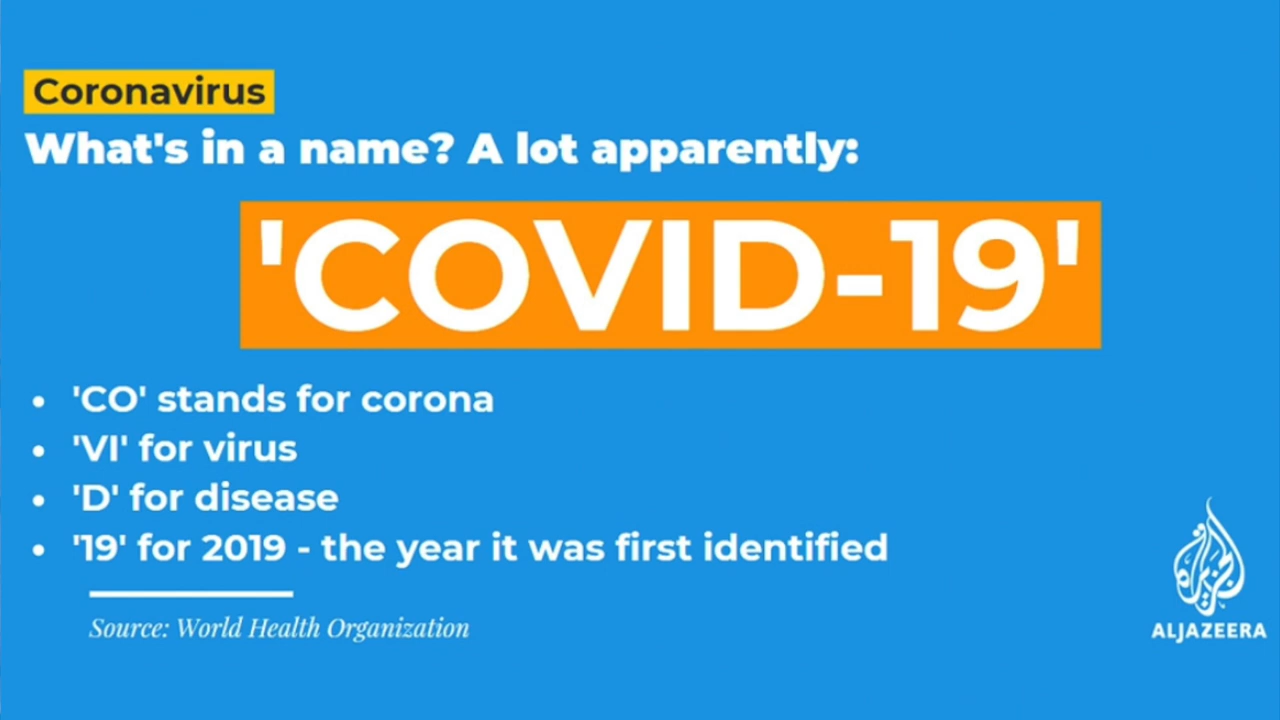 Coronavirus
What's in a name? A lot apparently:
'COVID-19'
• 'CO' stands for corona
• 'VI' for virus
• 'D' for disease
• '19' for 2019 - the year it was first identified
Source: World Health Organization
الجزيرة
ALJAZEERA